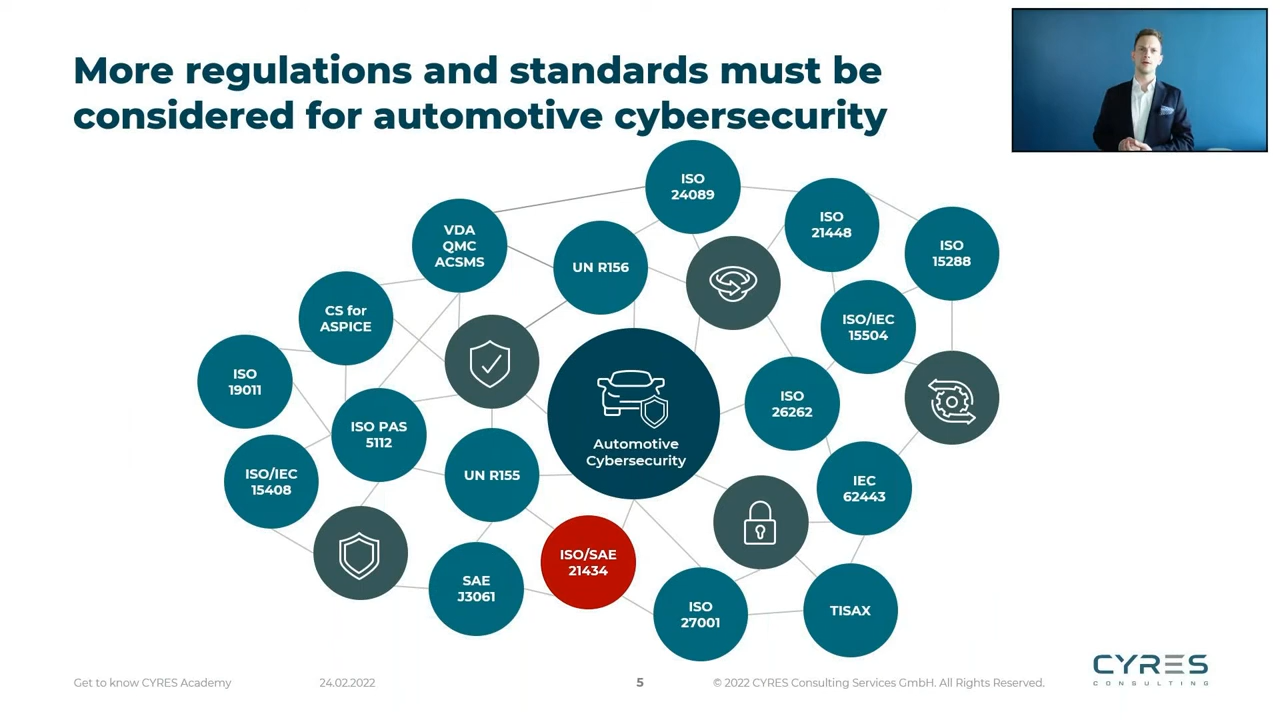 More regulations and standards must be
considered for automotive cybersecurity
ISO
24089
ISO
21448
VDA
QMC
ACSMS
UN R156
ISO
15288
CS for
ASPICE
ISO/IEC
15504
ISO
19011
ISO
26262
ISO PAS
5112
Automotive
Cybersecurity
ISO/IEC
15408
UN R155
IEC
62443
ISO/SAE
21434
SAE
J3061
ISO
27001
TISAX
CYRES
CONSULTING
Get to know CYRES Academy
24.02.2022
5
© 2022 CYRES Consulting Services GmbH. All Rights Reserved.